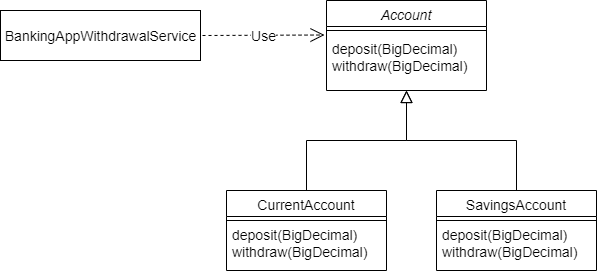 Account
BankingAppWithdrawalService
Use
deposit(BigDecimal)
withdraw(BigDecimal)
CurrentAccount
deposit(BigDecimal)
withdraw(BigDecimal)
SavingsAccount
deposit(BigDecimal)
withdraw(BigDecimal)